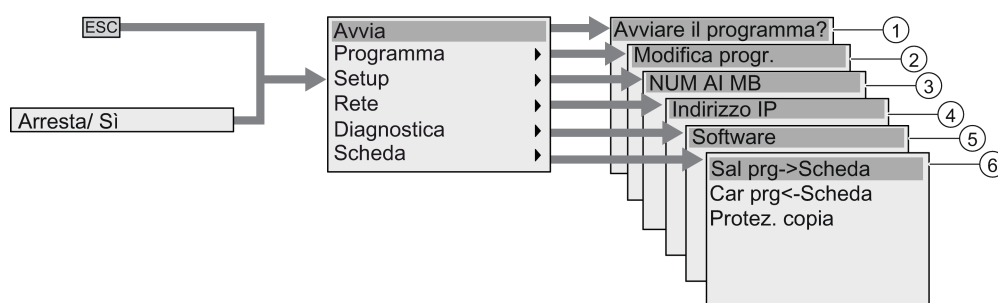 ESC
Arresta/ Sì
Avvia
Programma
Setup
Rete
Diagnostica
Scheda
Avviare il programma?
1
Modifica progr.
2
NUM AI MB
3
Indirizzo IP
4
Software
5
Sal prg->Scheda
6
Car prg<-Scheda
Protez. copia